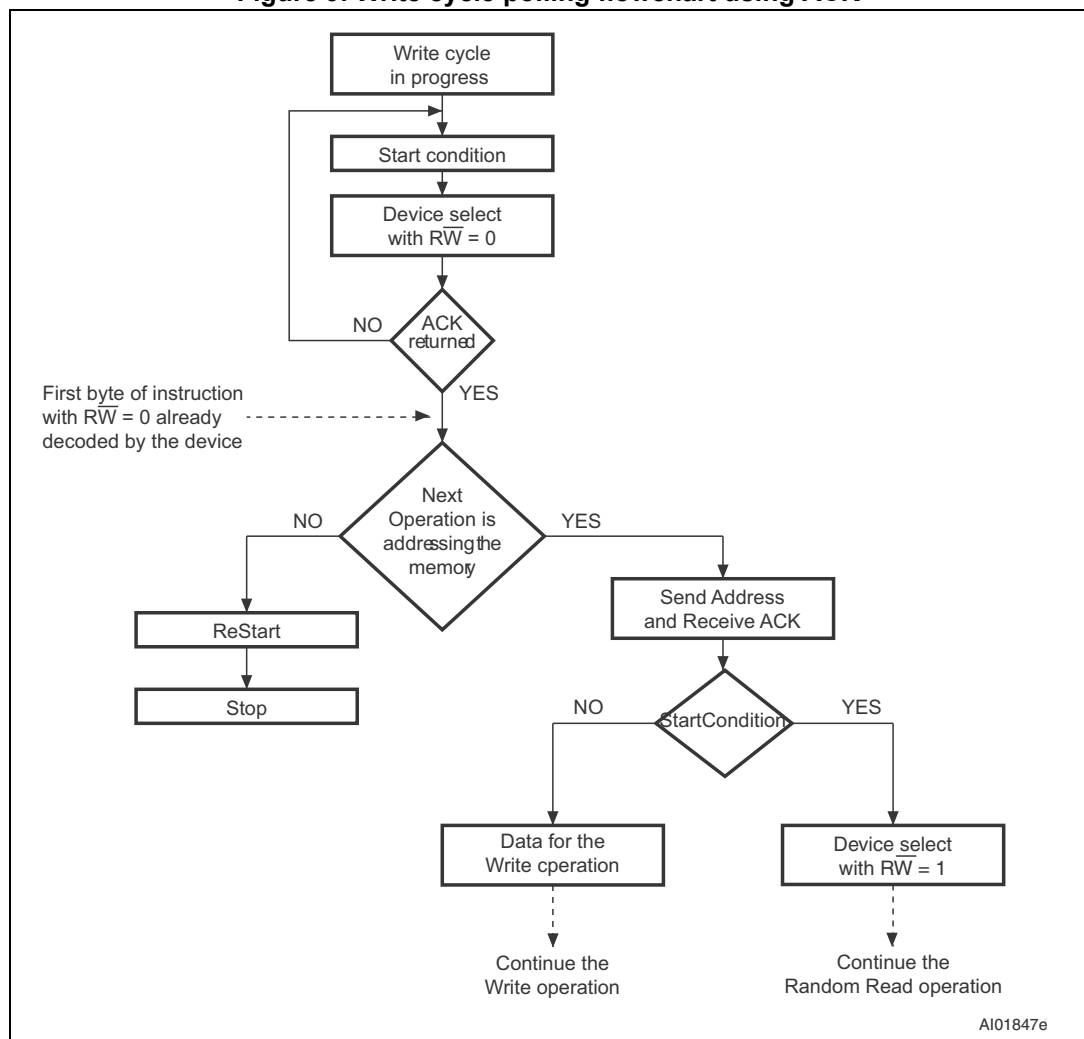 Write cycle
in progress
Start condition
Device select
with RW̅ = 0
NO
ACK
returned
YES
First byte of instruction
with RW̅ = 0 already
decoded by the device
NO
Next
Operation is
addressing the
memory
YES
Send Address
and Receive ACK
ReStart
Stop
NO
StartCondition
YES
Data for the
Write cperation
Device select
with RW̅ = 1
Continue the
Write operation
Continue the
Random Read operation
AI01847e